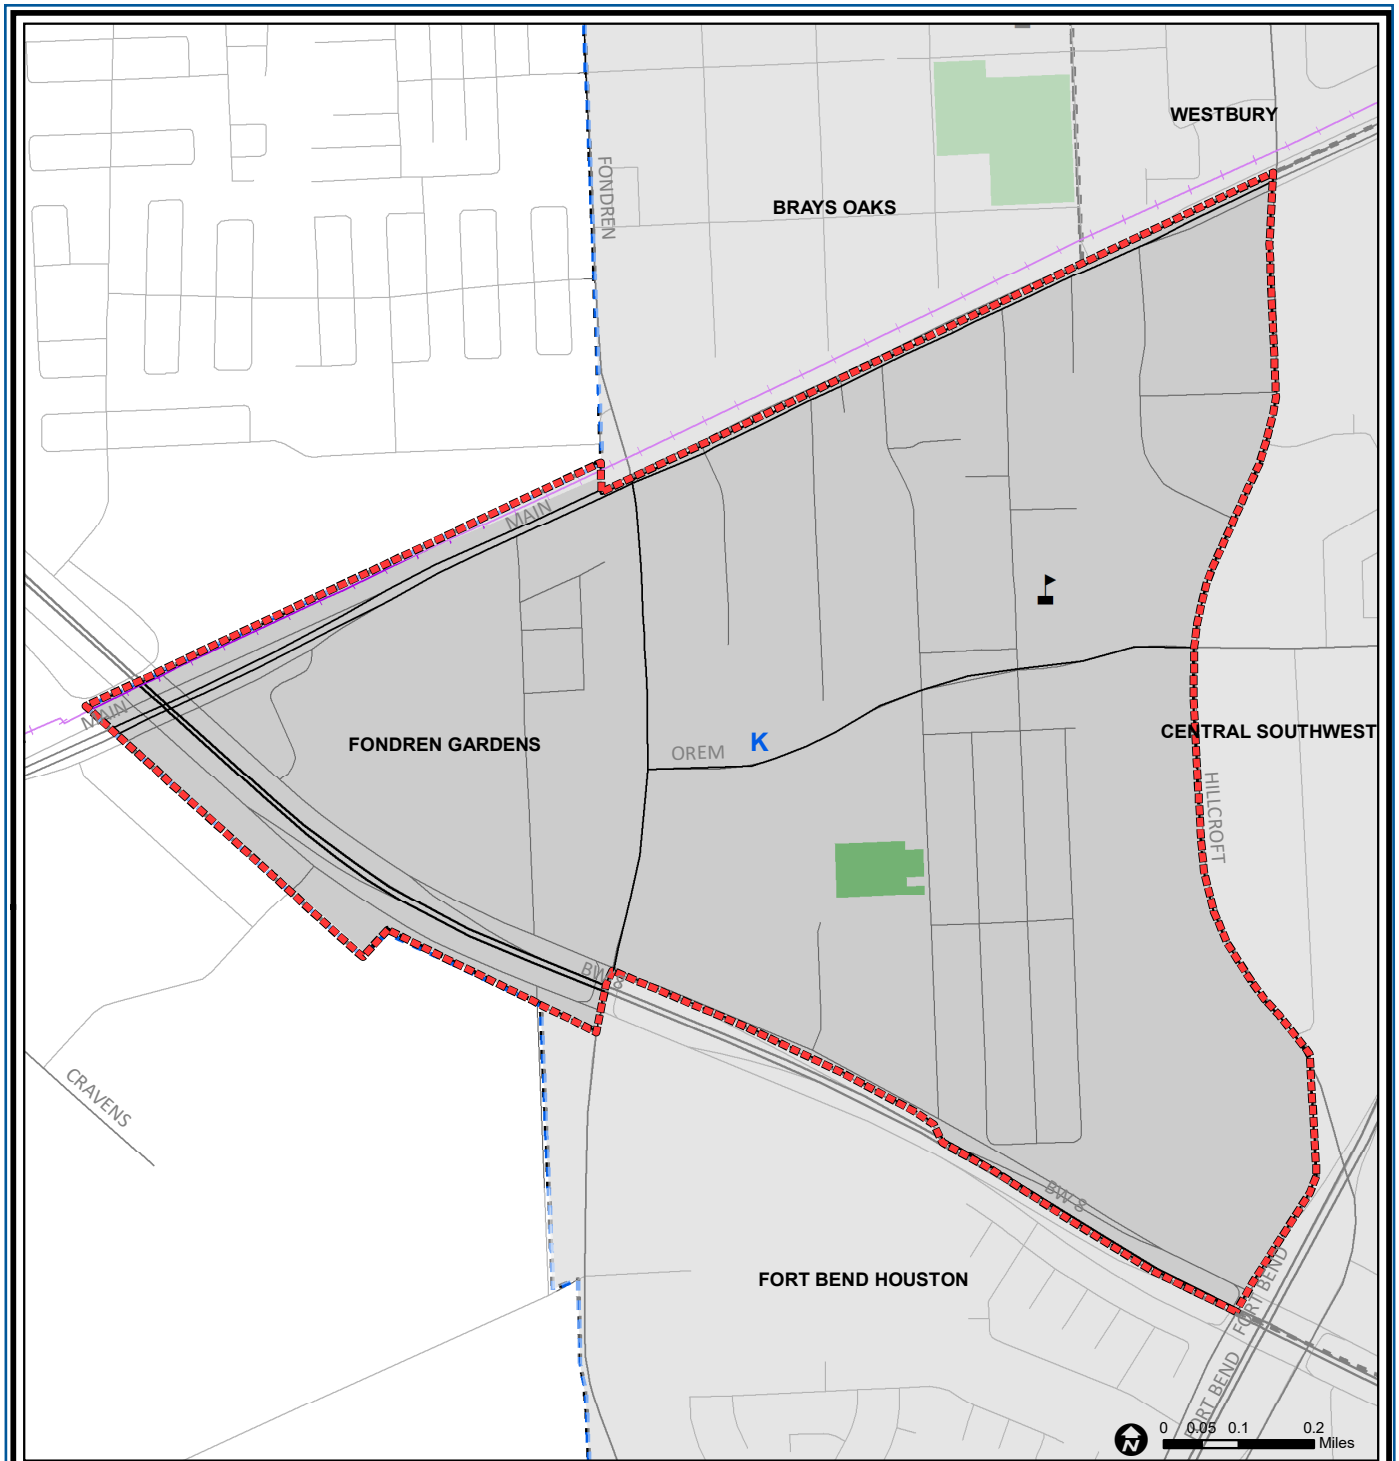 WESTBURY
FONDREN
BRAYS OAKS
MAIN
MAIN
FONDREN GARDENS
OREM
K
CENTRAL SOUTHWEST
HILLCROFT
BW 8
CRAVENS
BW 8
FORT BEND
FORT BEND HOUSTON
FORT BEND
N
0 0.05 0.1 0.2
Miles